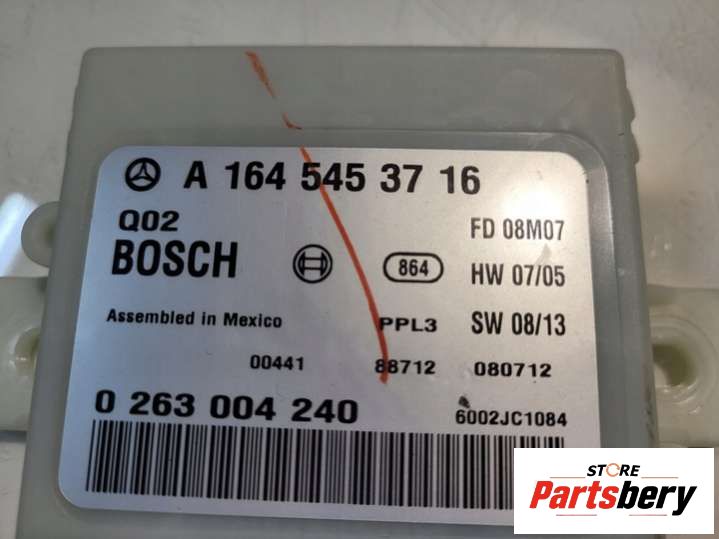 A 164 545 37 16
Q02 FD 08M07
BOSCH 864 HW 07/05
Assembled in Mexico PPL3 SW 08/13
00441 88712 080712
0 263 004 240 6002JC1084
STORE
Partsbery